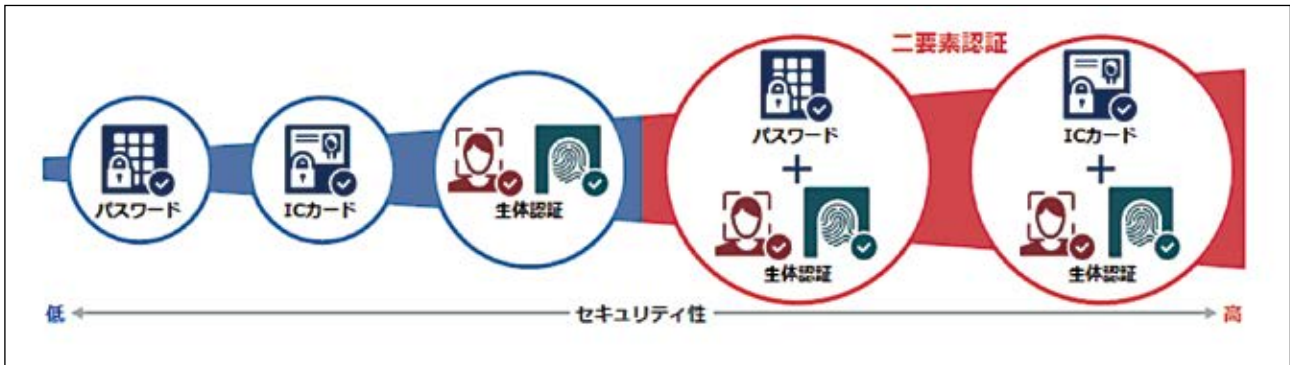 二要素認証
パスワード
ICカード
生体認証
パスワード
+
生体認証
ICカード
+
生体認証
低
セキュリティ性
高